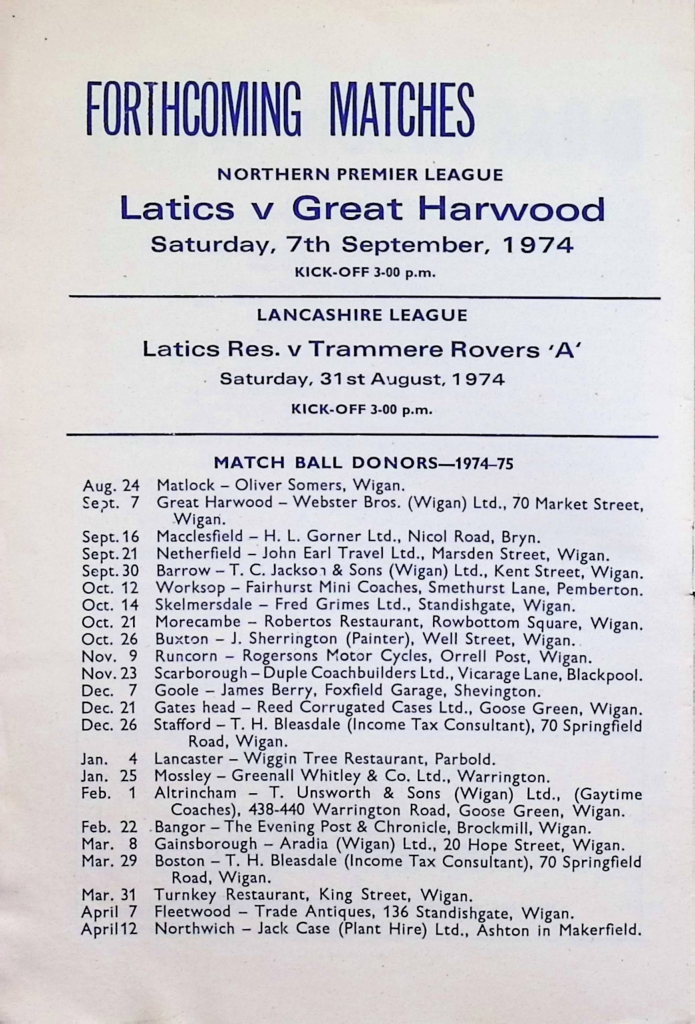 FORTHCOMING MATCHES
NORTHERN PREMIER LEAGUE
Latics v Great Harwood
Saturday, 7th September, 1974
KICK-OFF 3-00 p.m.
LANCASHIRE LEAGUE
Latics Res. v Trammere Rovers ‘A’
Saturday, 31st August, 1974
KICK-OFF 3-00 p.m.
MATCH BALL DONORS—1974-75
Aug. 24 Matlock – Oliver Somers, Wigan.
Sept. 7 Great Harwood – Webster Bros. (Wigan) Ltd., 70 Market Street,
Wigan.
Sept. 16 Macclesfield – H. L. Gorner Ltd., Nicol Road, Bryn.
Sept. 21 Netherfield – John Earl Travel Ltd., Marsden Street, Wigan.
Sept. 30 Barrow – T. C. Jackson & Sons (Wigan) Ltd., Kent Street, Wigan.
Oct. 12 Worksop – Fairhurst Mini Coaches, Smethurst Lane, Pemberton.
Oct. 14 Skelmersdale – Fred Grimes Ltd., Standishgate, Wigan.
Oct. 21 Morecambe – Robertos Restaurant, Rowbottom Square, Wigan.
Oct. 26 Buxton – J. Sherrington (Painter), Well Street, Wigan.
Nov. 9 Runcorn – Rogersons Motor Cycles, Orrell Post, Wigan.
Nov. 23 Scarborough – Duple Coachbuilders Ltd., Vicarage Lane, Blackpool.
Dec. 7 Goole – James Berry, Foxfield Garage, Shevington.
Dec. 21 Gates head – Reed Corrugated Cases Ltd., Goose Green, Wigan.
Dec. 26 Stafford – T. H. Bleasdale (Income Tax Consultant), 70 Springfield
Road, Wigan.
Jan. 4 Lancaster – Wiggin Tree Restaurant, Parbold.
Jan. 25 Mossley – Greenall Whitley & Co. Ltd., Warrington.
Feb. 1 Altrincham – T. Unsworth & Sons (Wigan) Ltd., (Gaytime
Coaches), 438-440 Warrington Road, Goose Green, Wigan.
Feb. 22 Bangor – The Evening Post & Chronicle, Brockmill, Wigan.
Mar. 8 Gainsborough – Aradia (Wigan) Ltd., 20 Hope Street, Wigan.
Mar. 29 Boston – T. H. Bleasdale (Income Tax Consultant), 70 Springfield
Road, Wigan.
Mar. 31 Turnkey Restaurant, King Street, Wigan.
April 7 Fleetwood – Trade Antiques, 136 Standishgate, Wigan.
April 12 Northwich – Jack Case (Plant Hire) Ltd., Ashton in Makerfield.